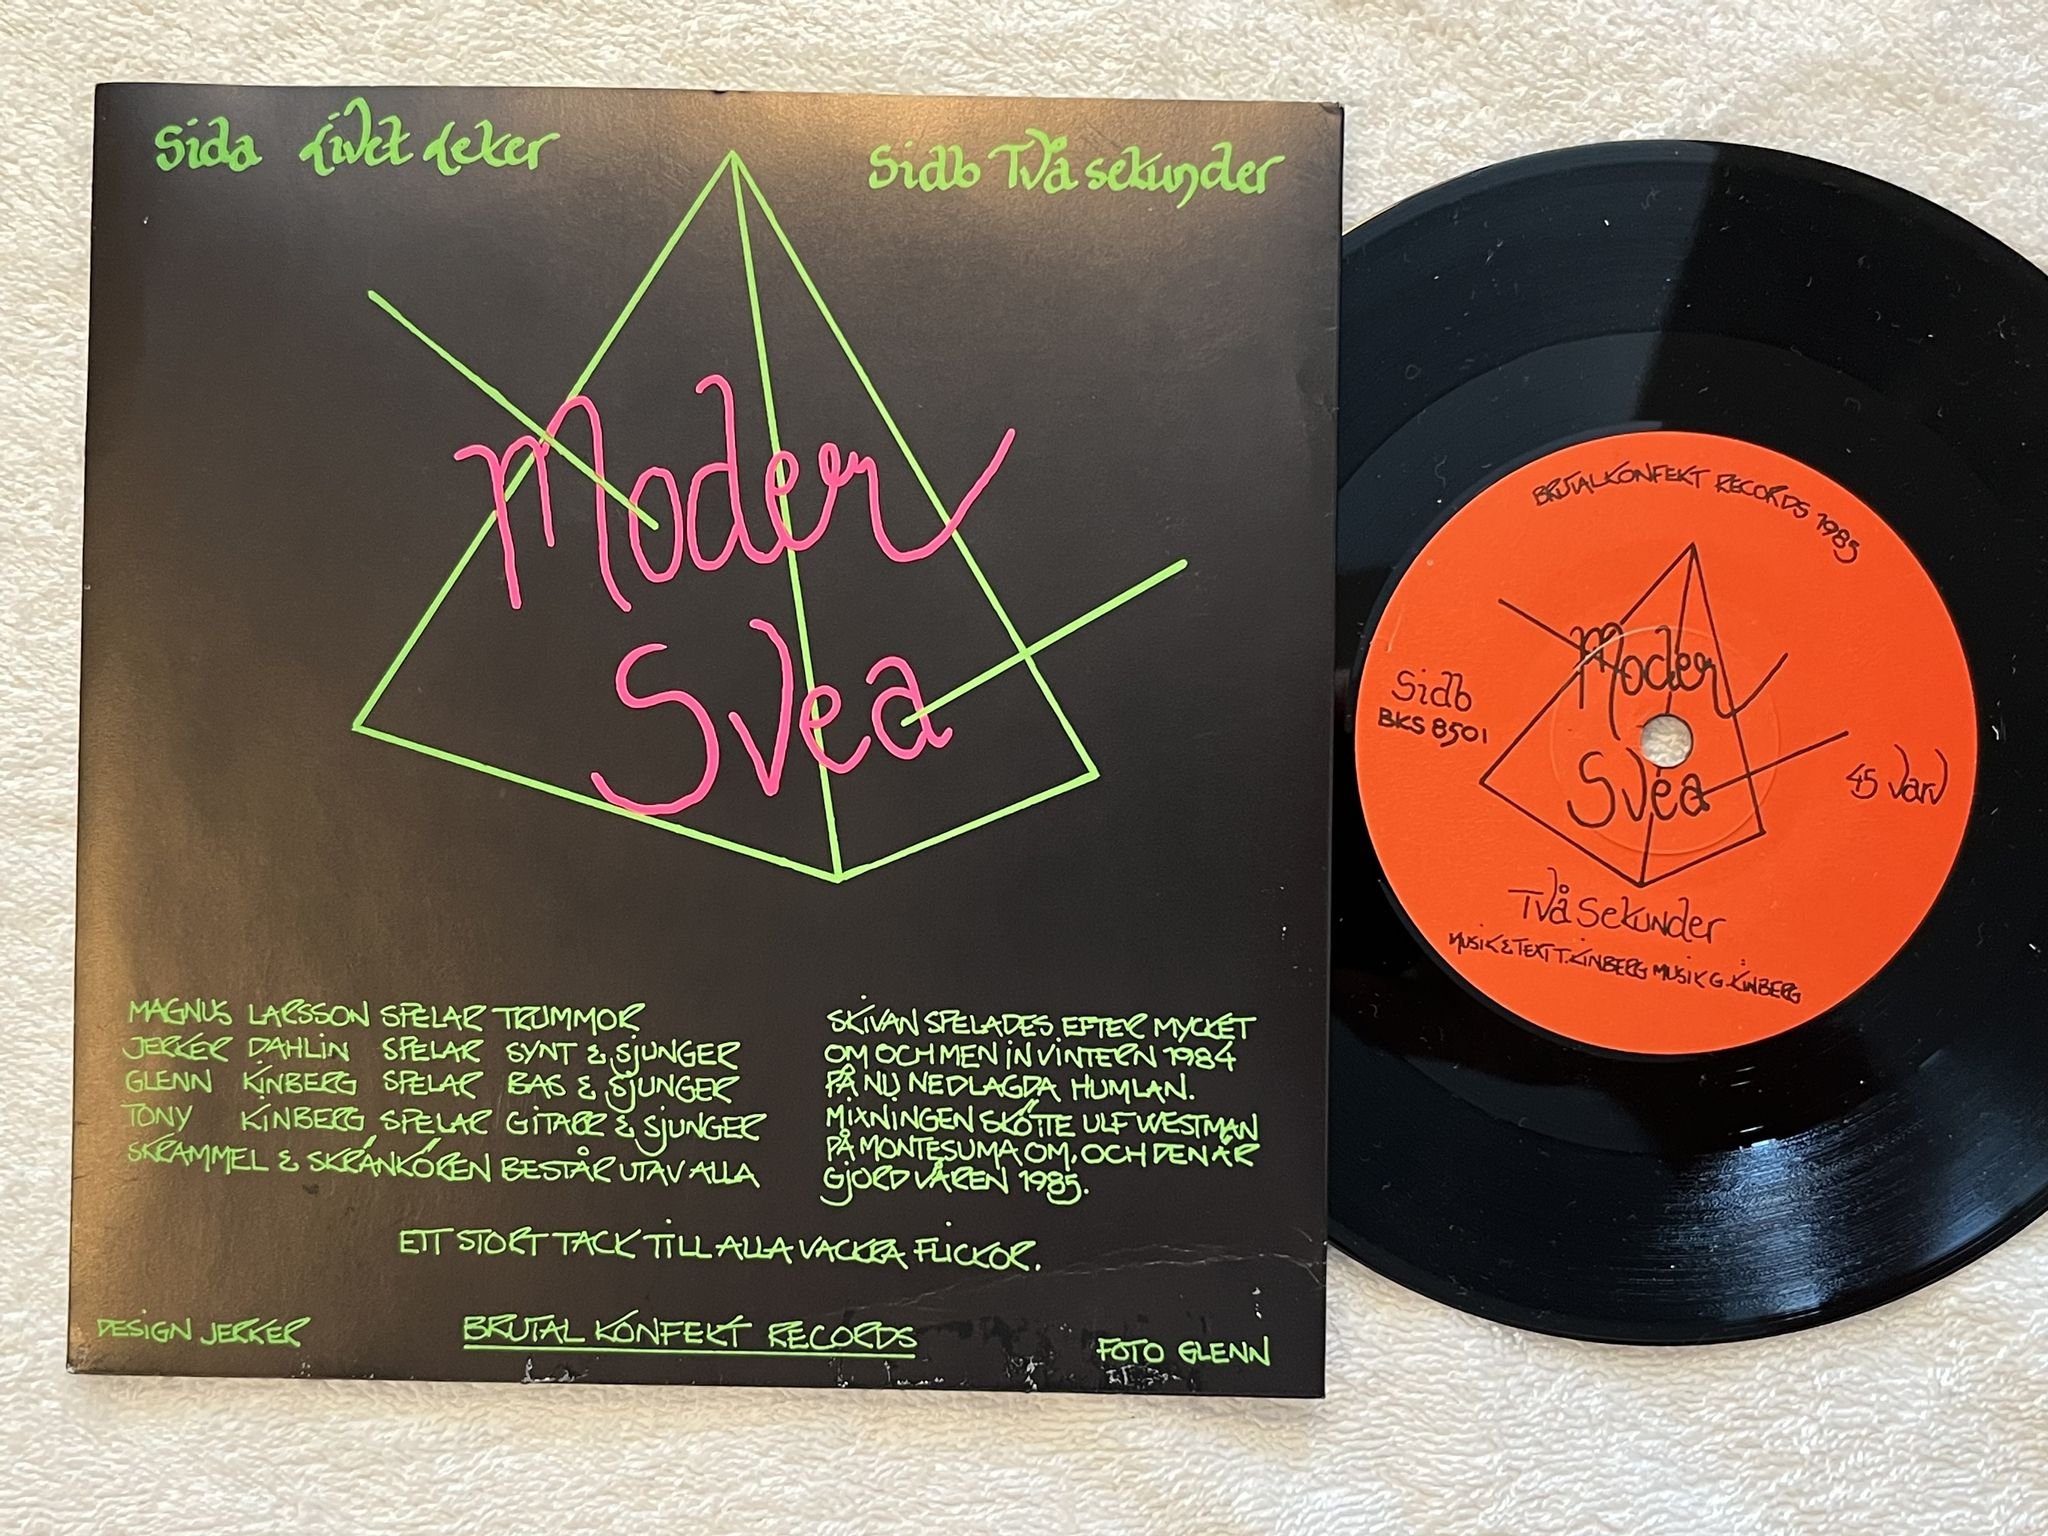 Sida Livet Leker
Sidb Två sekunder
Moder
Svea
MAGNUS LARSSON SPELAR TRUMMOR
JERKER DAHLIN SPELAR SYNT & SJUNGER
GLENN KINBERG SPELAR BAS & SJUNGER
TONY KINBERG SPELAR GITARR & SJUNGER
SKRAMMEL & SKRÅNKÖREN BESTÅR UTAV ALLA
SKIVAN SPELADES EFTER MYCKET
OM OCH MEN IN VINTERN 1984
PÅ NU NEDLAGDA HUMLAN.
MIXNINGEN SKÖTTE ULF WESTMAN
PÅ MONTESUMA OM, OCH DEN ÄR
GJORD VÅREN 1985.
ETT STORT TACK TILL ALLA VACKRA FLICKOR.
DESIGN JERKER
BRUTAL KONFEKT RECORDS
FOTO GLENN
BRUTAL KONFEKT RECORDS 1985
Moder
Svea
Sidb
BKS 8501
45 varv
Två Sekunder
MUSIK & TEXT T. KINBERG MUSIK G. KINBERG